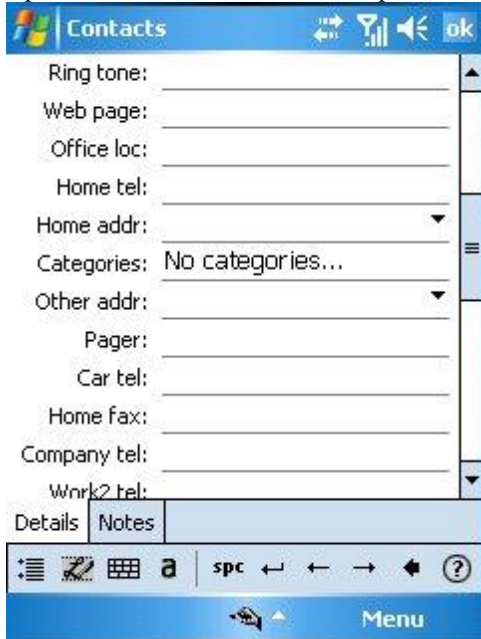 Contacts ok
Ring tone:
Web page:
Office loc:
Home tel:
Home addr:
Categories: No categories...
Other addr:
Pager:
Car tel:
Home fax:
Company tel:
Work2 tel:
Details Notes
a spc ?
Menu